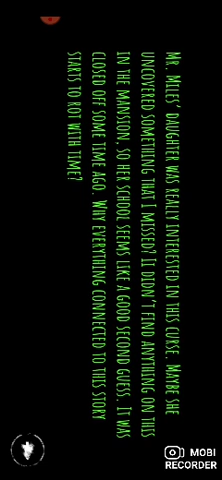 Mr. Miles' daughter was really interested in this curse. Maybe she
uncovered something that I missed? It didn't find anything on this
in the mansion, so her school seems like a good second guess. It was
closed off some time ago. Why everything connected to this story
starts to rot with time?
MOBI
RECORDER